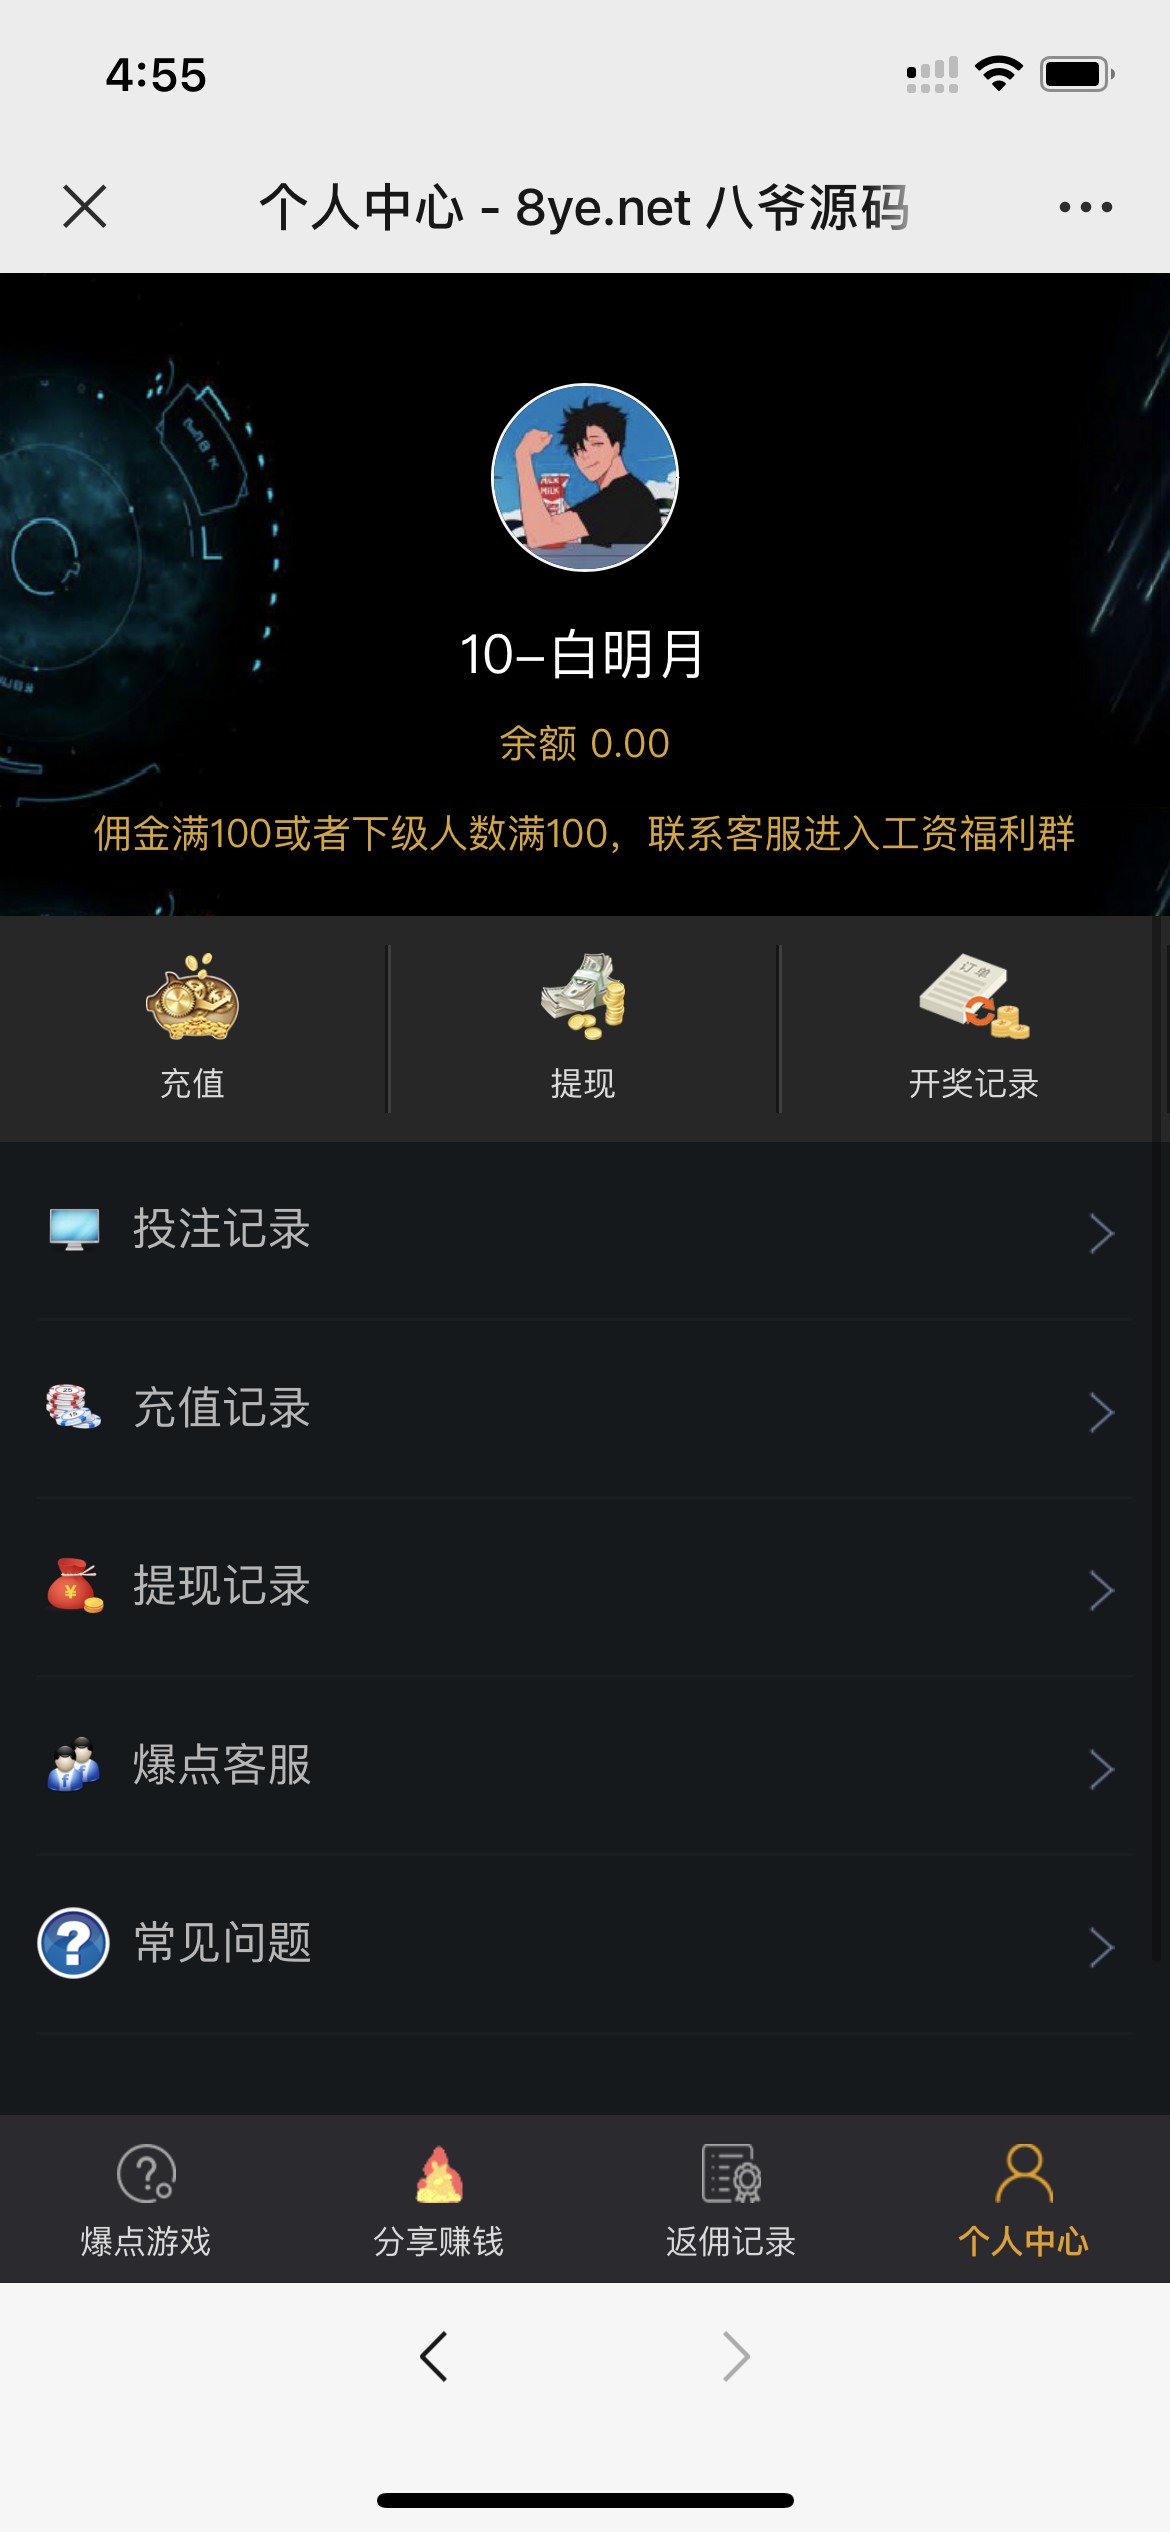 4:55
个人中心 - 8ye.net 八爷源码
10-白明月
余额 0.00
佣金满100或者下级人数满100，联系客服进入工资福利群
订单
充值
提现
开奖记录
投注记录
充值记录
提现记录
爆点客服
常见问题
爆点游戏
分享赚钱
返佣记录
个人中心